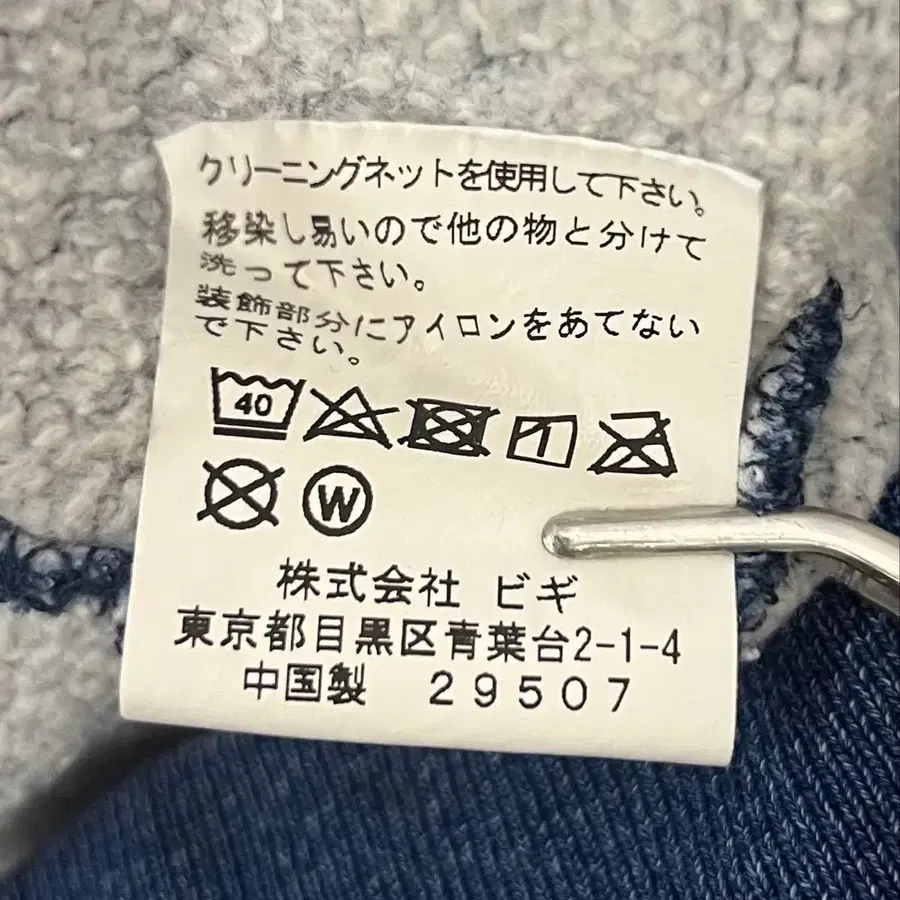 クリーニングネットを使用して下さい。
移染し易いので他の物と分けて
洗って下さい。
装飾部分にアイロンをあてない
で下さい。
40
W
株式会社 ビギ
東京都目黒区青葉台2-1-4
中国製 29507